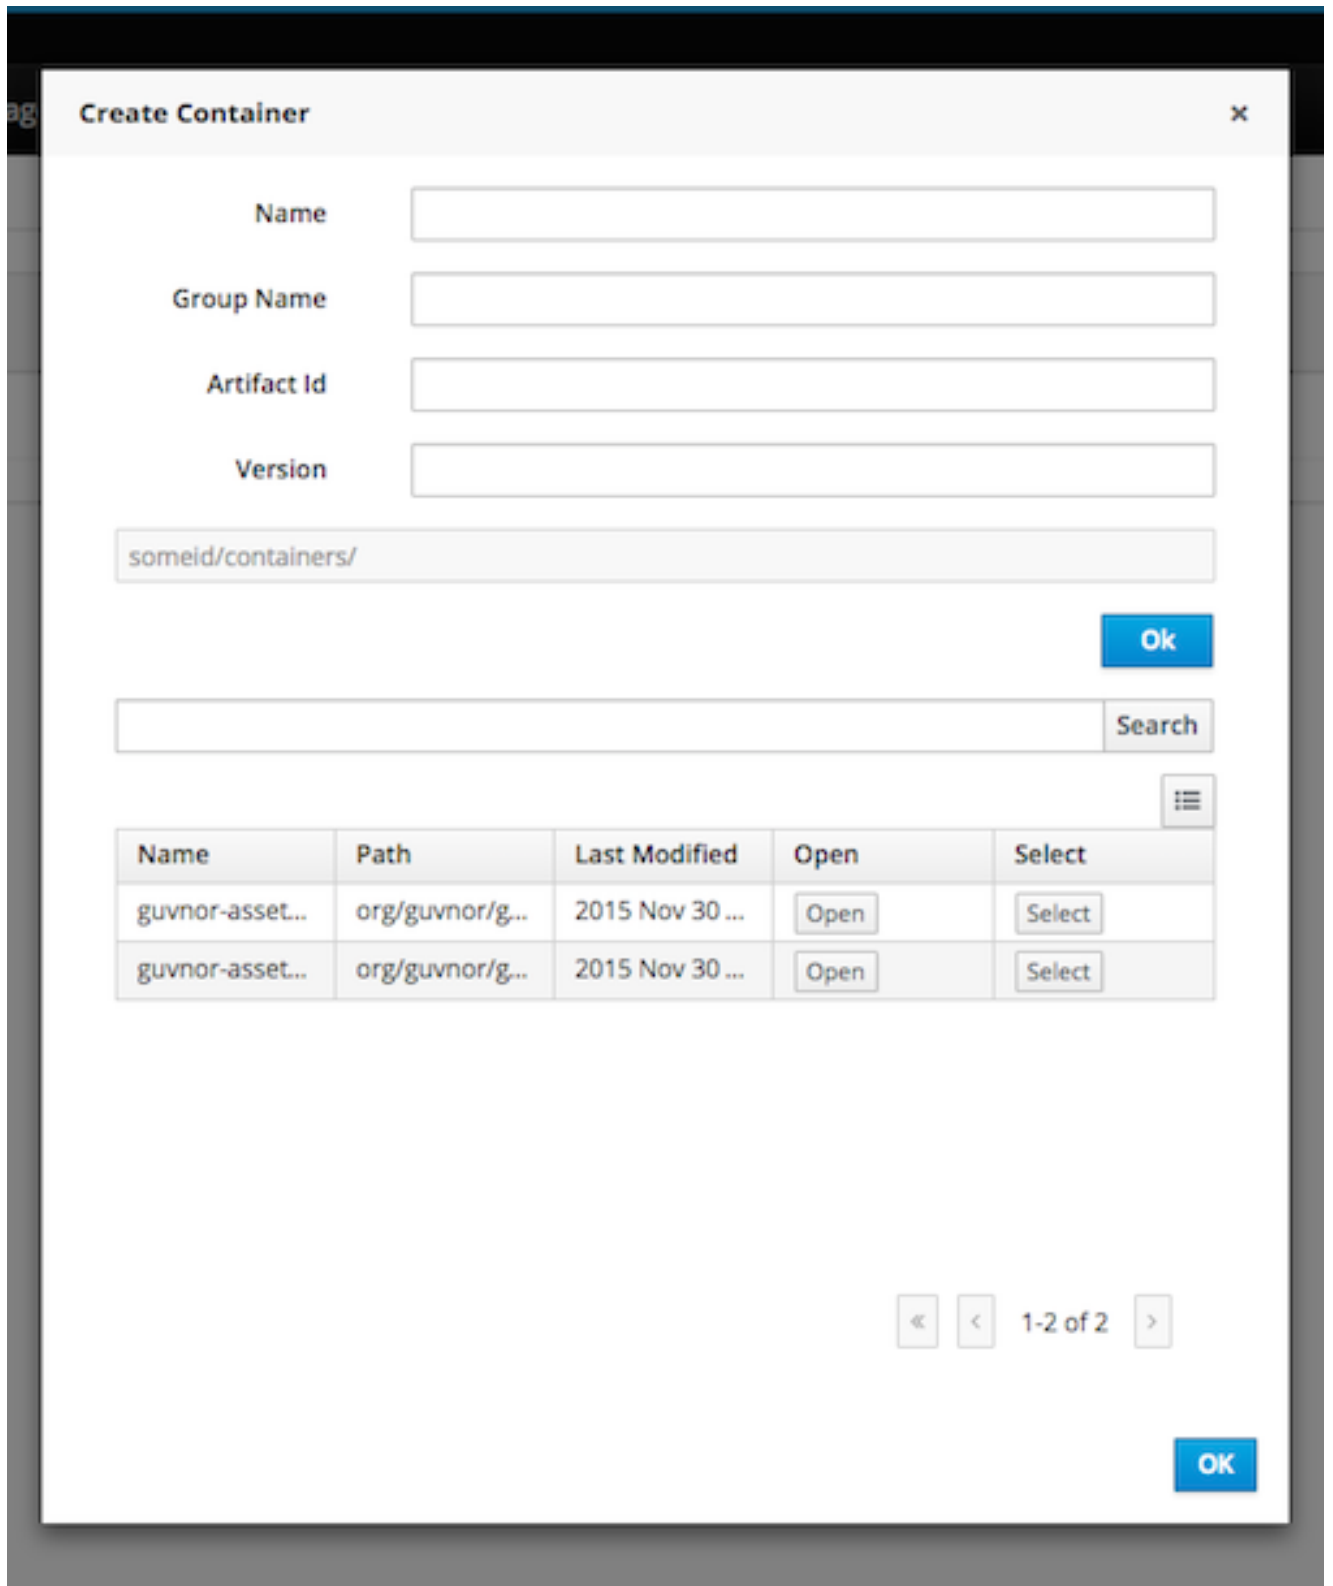 ag
Create Container ×
Name
Group Name
Artifact Id
Version
someid/containers/
Ok
Search
Name Path Last Modified Open Select
guvnor-asset... org/guvnor/g... 2015 Nov 30 ... Open Select
guvnor-asset... org/guvnor/g... 2015 Nov 30 ... Open Select
« ‹ 1-2 of 2 ›
OK